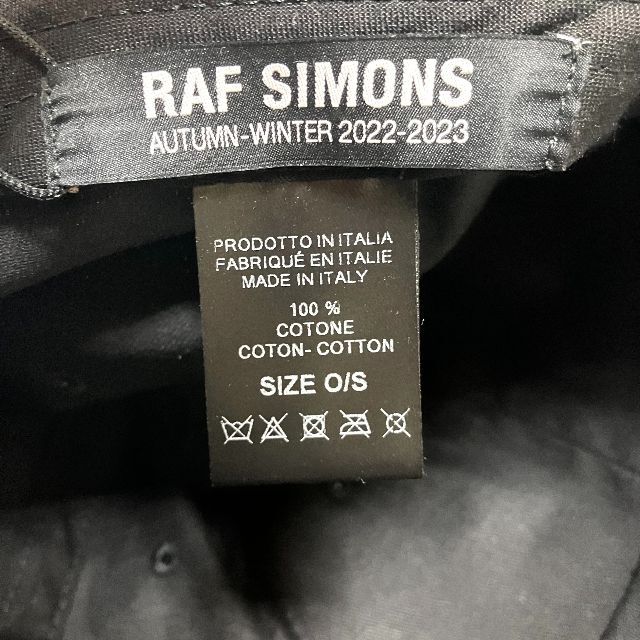 RAF SIMONS
AUTUMN-WINTER 2022-2023
PRODOTTO IN ITALIA
FABRIQUÉ EN ITALIE
MADE IN ITALY
100 %
COTONE
COTON- COTTON
SIZE O/S